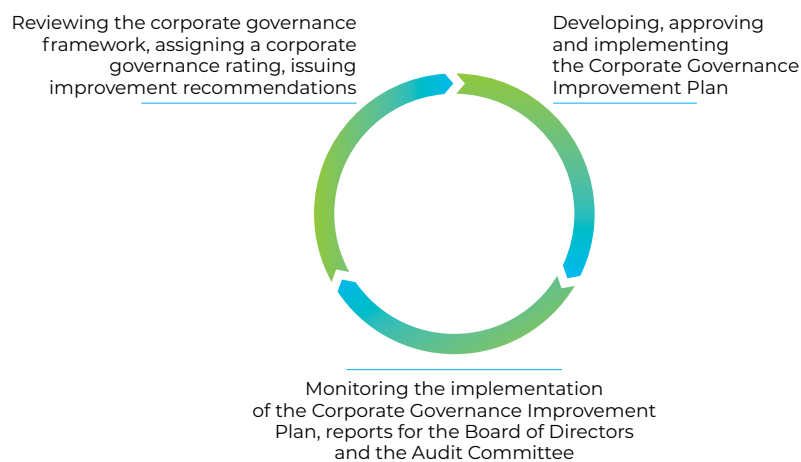 Reviewing the corporate governance
framework, assigning a corporate
governance rating, issuing
improvement recommendations
Developing, approving
and implementing
the Corporate Governance
Improvement Plan
Monitoring the implementation
of the Corporate Governance Improvement
Plan, reports for the Board of Directors
and the Audit Committee